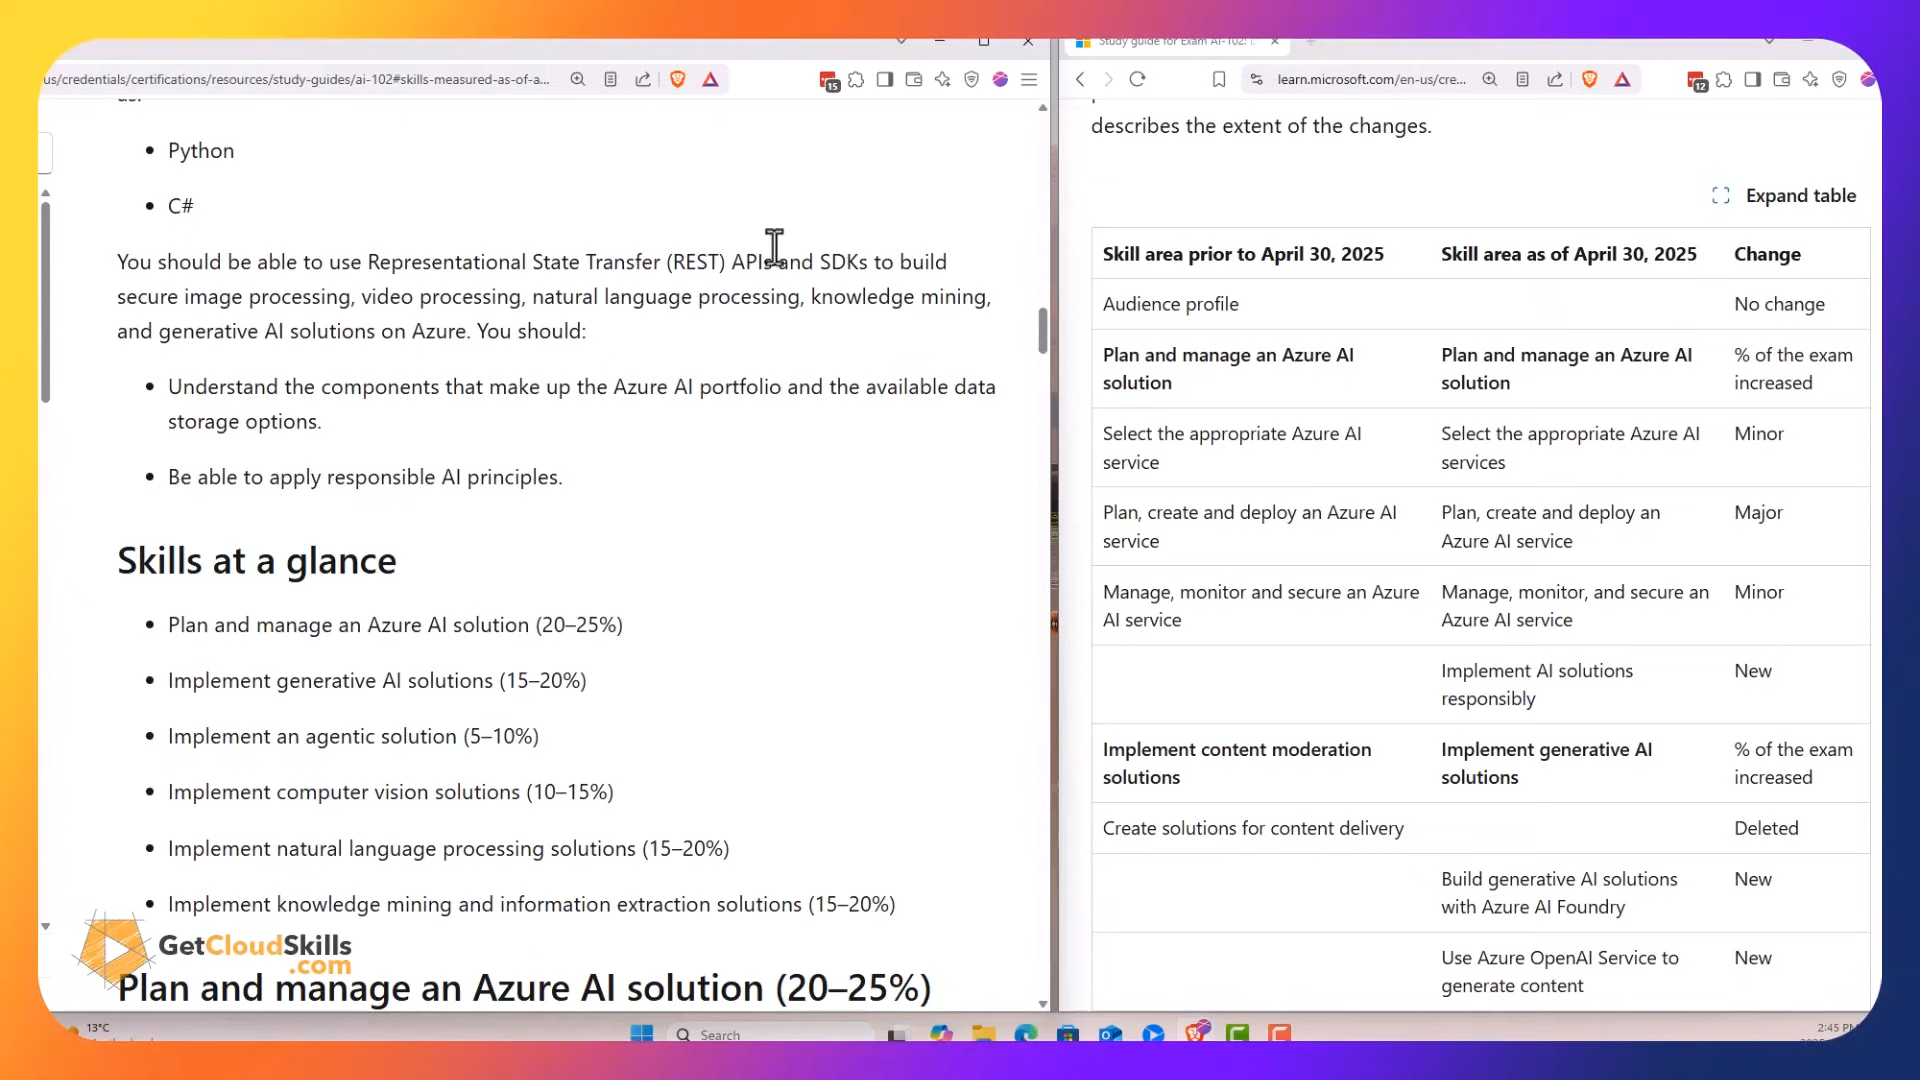 us/credentials/certifications/resources/study-guides/ai-102#skills-measured-as-of-a...
15
Python
C#
You should be able to use Representational State Transfer (REST) APIs and SDKs to build
secure image processing, video processing, natural language processing, knowledge mining,
and generative AI solutions on Azure. You should:
Understand the components that make up the Azure AI portfolio and the available data
storage options.
Be able to apply responsible AI principles.
Skills at a glance
Plan and manage an Azure AI solution (20–25%)
Implement generative AI solutions (15–20%)
Implement an agentic solution (5–10%)
Implement computer vision solutions (10–15%)
Implement natural language processing solutions (15–20%)
Implement knowledge mining and information extraction solutions (15–20%)
GetCloudSkills
.com
Plan and manage an Azure AI solution (20–25%)
Study guide for Exam AI-102:
learn.microsoft.com/en-us/cre...
12
describes the extent of the changes.
Expand table
Skill area prior to April 30, 2025 Skill area as of April 30, 2025 Change
Audience profile No change
Plan and manage an Azure AI Plan and manage an Azure AI % of the exam
solution solution increased
Select the appropriate Azure AI Select the appropriate Azure AI Minor
service services
Plan, create and deploy an Azure AI Plan, create and deploy an Major
service Azure AI service
Manage, monitor and secure an Azure Manage, monitor, and secure an Minor
AI service Azure AI service
Implement AI solutions New
responsibly
Implement content moderation Implement generative AI % of the exam
solutions solutions increased
Create solutions for content delivery Deleted
Build generative AI solutions New
with Azure AI Foundry
Use Azure OpenAI Service to New
generate content
13°C
Search
2:45 PM